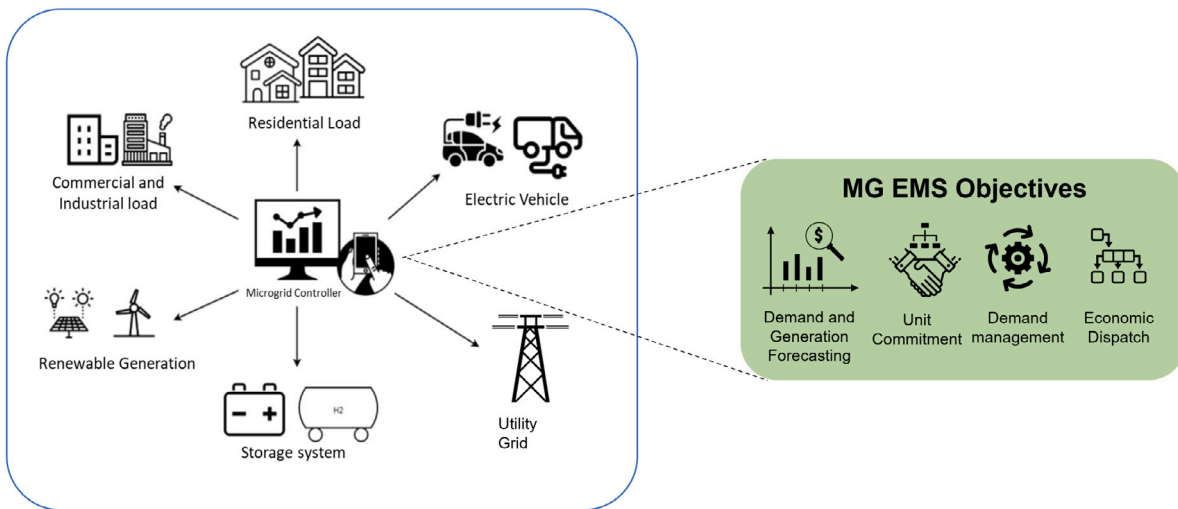 Residential Load
Commercial and
Industrial load
Electric Vehicle
Microgrid Controller
Renewable Generation
H2
Storage system
Utility
Grid
MG EMS Objectives
$
Demand and
Generation
Forecasting
Unit
Commitment
Demand
management
Economic
Dispatch